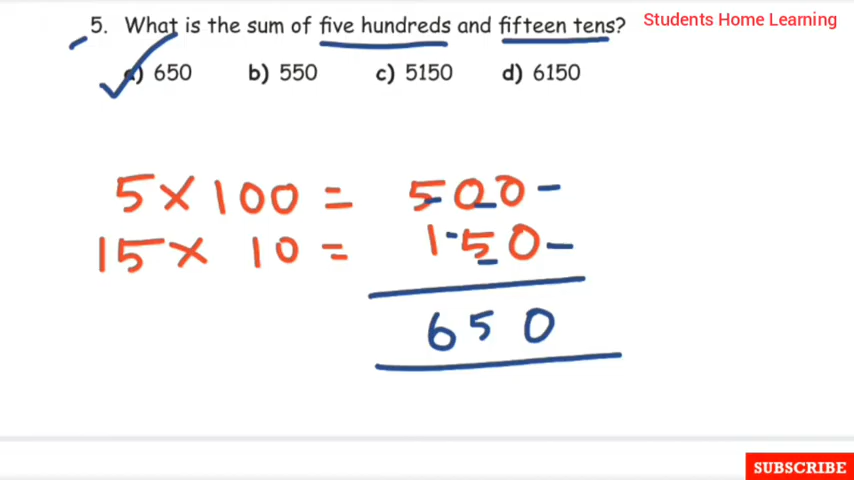 Students Home Learning
5. What is the sum of five hundreds and fifteen tens?
a) 650 b) 550 c) 5150 d) 6150
5 × 100 = 500
15 × 10 = 150
650
SUBSCRIBE